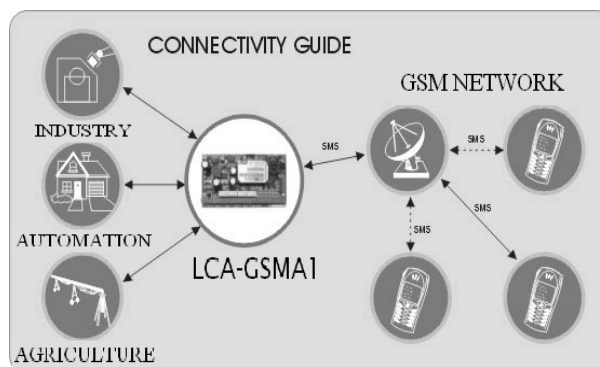 CONNECTIVITY GUIDE
GSM NETWORK
INDUSTRY
SMS
SMS
AUTOMATION
LCA-GSMA1
SMS
SMS
AGRICULTURE